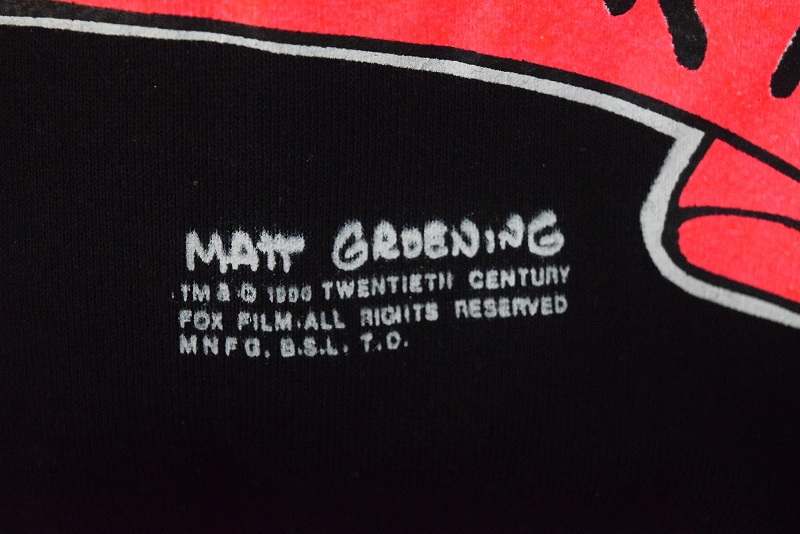 MATT GROENING
TM & © 1990 TWENTIETH CENTURY
FOX FILM. ALL RIGHTS RESERVED
MNFG. B.S.L. T.D.